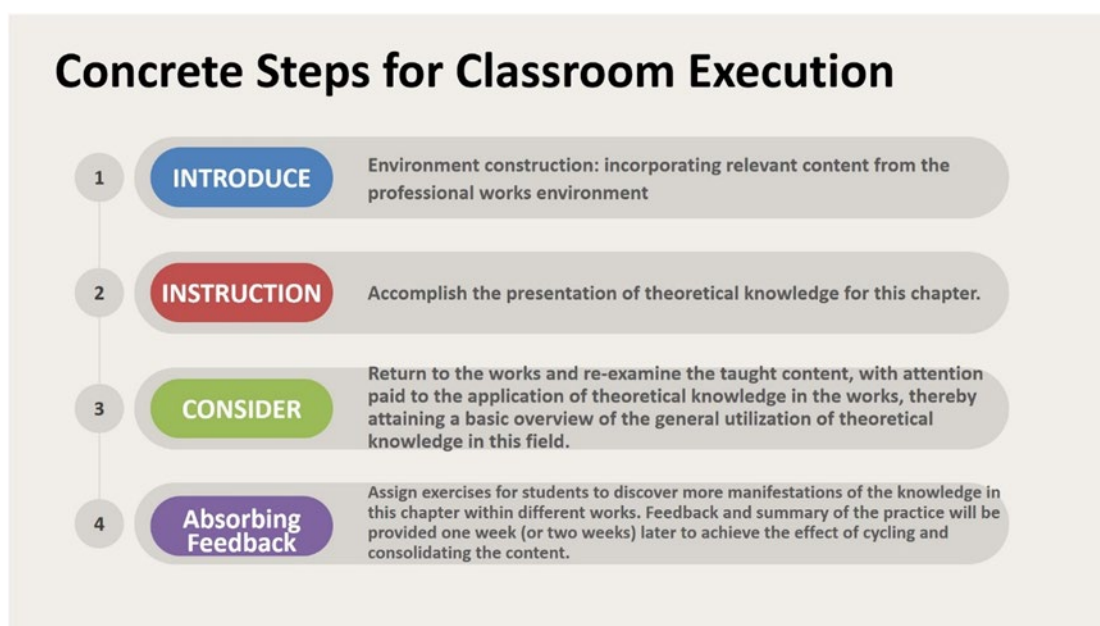 Concrete Steps for Classroom Execution
1
INTRODUCE
Environment construction: incorporating relevant content from the
professional works environment
2
INSTRUCTION
Accomplish the presentation of theoretical knowledge for this chapter.
3
CONSIDER
Return to the works and re-examine the taught content, with attention
paid to the application of theoretical knowledge in the works, thereby
attaining a basic overview of the general utilization of theoretical
knowledge in this field.
4
Absorbing
Feedback
Assign exercises for students to discover more manifestations of the knowledge in
this chapter within different works. Feedback and summary of the practice will be
provided one week (or two weeks) later to achieve the effect of cycling and
consolidating the content.